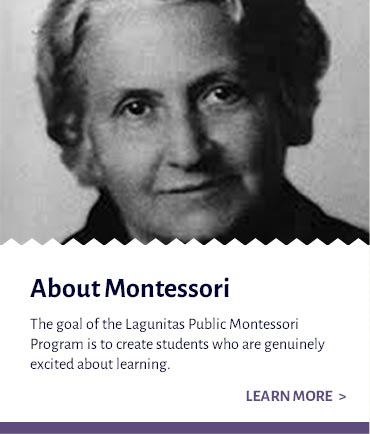 About Montessori
The goal of the Lagunitas Public Montessori
Program is to create students who are genuinely
excited about learning.
LEARN MORE >